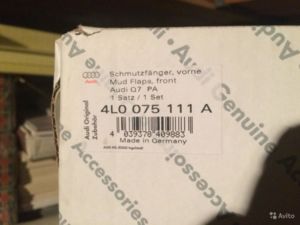 Audi
Schmutzfänger, vorne
Mud Flaps, front
Audi Q7 PA
1 Satz / 1 Set
4L0 075 111 A
4 039370 409883
Made in Germany
Audi Original
Zubehör
Audi Genuine
Accessories
Avito